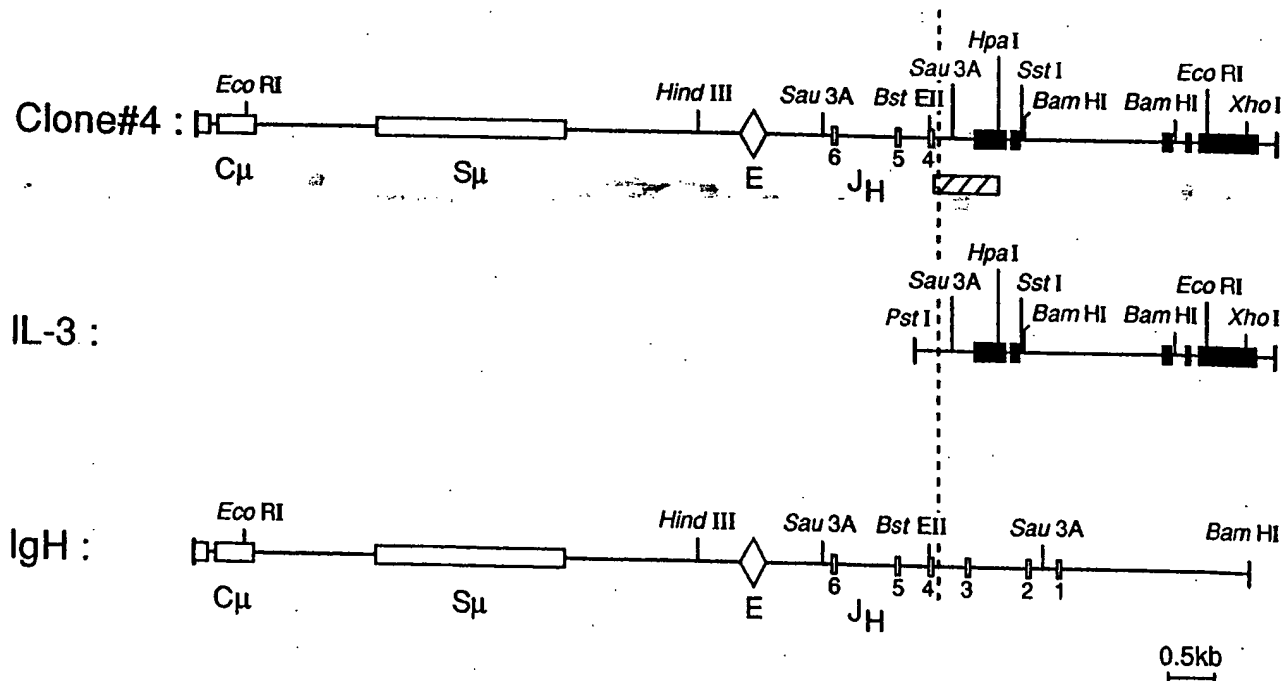 Clone#4 :
Eco RI
Hind III
Sau 3A
Bst EII
Sau 3A
Hpa I
Sst I
Bam HI
Bam HI
Eco RI
Xho I
Cμ
Sμ
E
6
5
4
JH
IL-3 :
Pst I
Sau 3A
Hpa I
Sst I
Bam HI
Bam HI
Eco RI
Xho I
IgH :
Eco RI
Hind III
Sau 3A
Bst EII
Sau 3A
Bam HI
Cμ
Sμ
E
6
5
4
3
2
1
JH
0.5kb